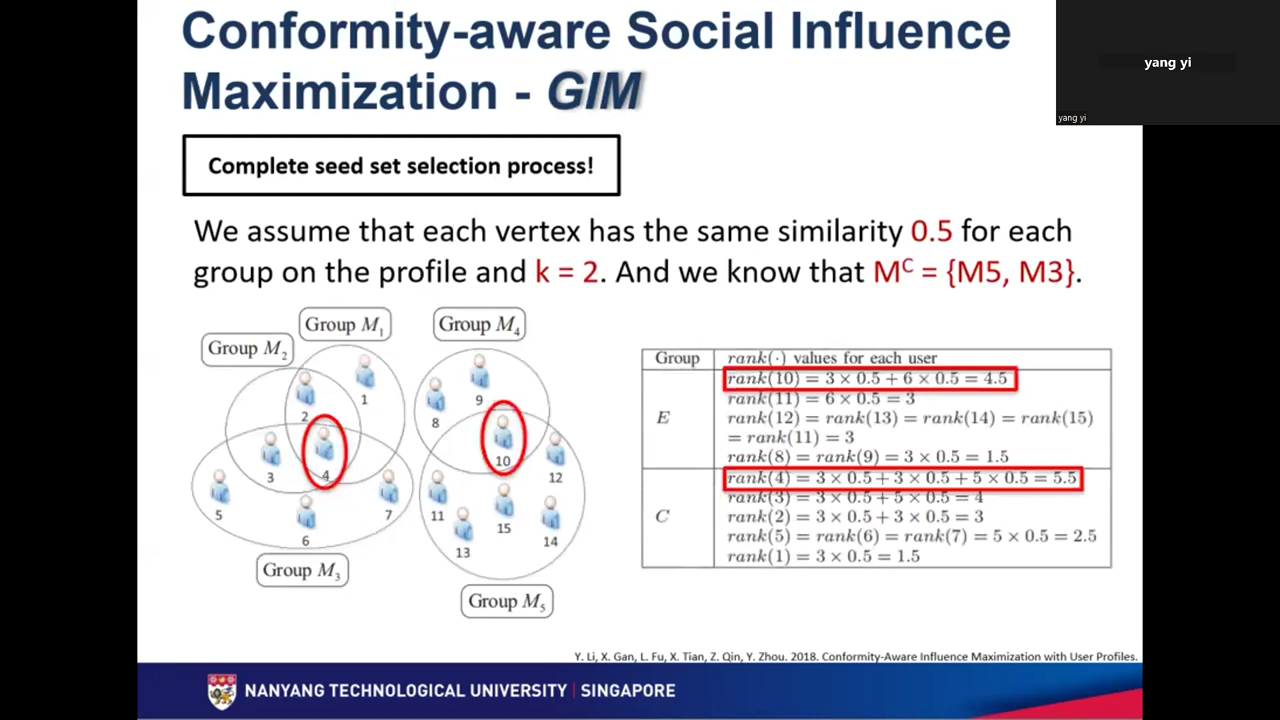 Conformity-aware Social Influence
Maximization - GIM
yang yi
yang yi
Complete seed set selection process!
We assume that each vertex has the same similarity 0.5 for each
group on the profile and k = 2. And we know that Mᶜ = {M5, M3}.
Group M₁
Group M₂
Group M₄
1
2
3
4
5
6
7
8
9
10
11
12
13
14
15
Group M₃
Group M₅
Group rank(·) values for each user
E
rank(10) = 3 × 0.5 + 6 × 0.5 = 4.5
rank(11) = 6 × 0.5 = 3
rank(12) = rank(13) = rank(14) = rank(15)
= rank(11) = 3
rank(8) = rank(9) = 3 × 0.5 = 1.5
C
rank(4) = 3 × 0.5 + 3 × 0.5 + 5 × 0.5 = 5.5
rank(3) = 3 × 0.5 + 5 × 0.5 = 4
rank(2) = 3 × 0.5 + 3 × 0.5 = 3
rank(5) = rank(6) = rank(7) = 5 × 0.5 = 2.5
rank(1) = 3 × 0.5 = 1.5
Y. Li, X. Gan, L. Fu, X. Tian, Z. Qin, Y. Zhou. 2018. Conformity-Aware Influence Maximization with User Profiles.
NANYANG TECHNOLOGICAL UNIVERSITY | SINGAPORE